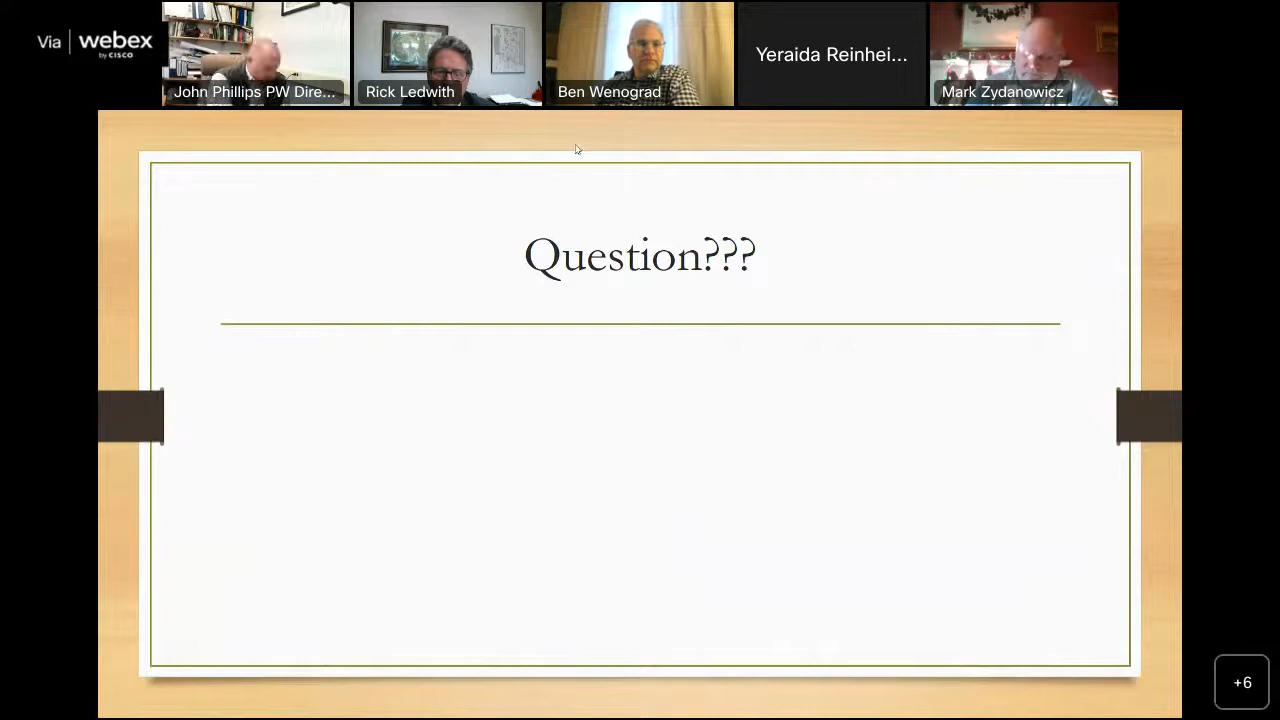 Via webex
by CISCO
John Phillips PW Dire...
Rick Ledwith
Ben Wenograd
Yeraida Reinhei...
Mark Zydanowicz
Question???
+6